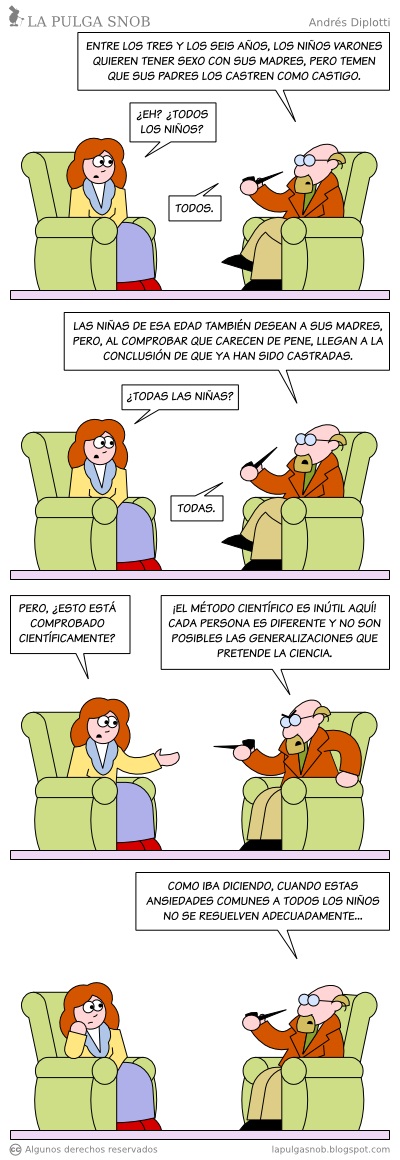 LA PULGA SNOB
Andrés Diplotti
ENTRE LOS TRES Y LOS SEIS AÑOS, LOS NIÑOS VARONES
QUIEREN TENER SEXO CON SUS MADRES, PERO TEMEN
QUE SUS PADRES LOS CASTREN COMO CASTIGO.
¿EH? ¿TODOS
LOS NIÑOS?
TODOS.
LAS NIÑAS DE ESA EDAD TAMBIÉN DESEAN A SUS MADRES,
PERO, AL COMPROBAR QUE CARECEN DE PENE, LLEGAN A LA
CONCLUSIÓN DE QUE YA HAN SIDO CASTRADAS.
¿TODAS LAS NIÑAS?
TODAS.
PERO, ¿ESTO ESTÁ
COMPROBADO
CIENTÍFICAMENTE?
¡EL MÉTODO CIENTÍFICO ES INÚTIL AQUÍ!
CADA PERSONA ES DIFERENTE Y NO SON
POSIBLES LAS GENERALIZACIONES QUE
PRETENDE LA CIENCIA.
COMO IBA DICIENDO, CUANDO ESTAS
ANSIEDADES COMUNES A TODOS LOS NIÑOS
NO SE RESUELVEN ADECUADAMENTE...
cc Algunos derechos reservados
lapulgasnob.blogspot.com